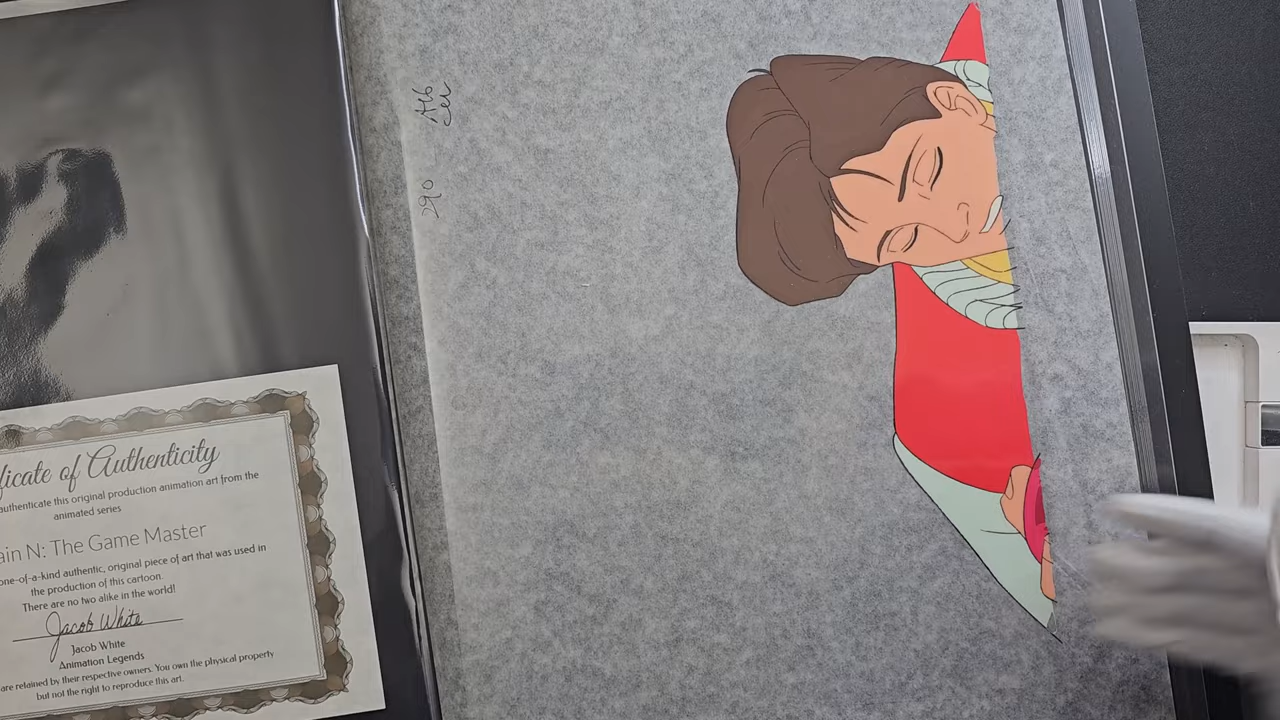 ficate of Authenticity
authenticate this original production animation art from the
animated series
ain N: The Game Master
one-of-a-kind authentic, original piece of art that was used in
the production of this cartoon.
There are no two alike in the world!
Jacob White
Jacob White
Animation Legends
are retained by their respective owners. You own the physical property
but not the right to reproduce this art.
290